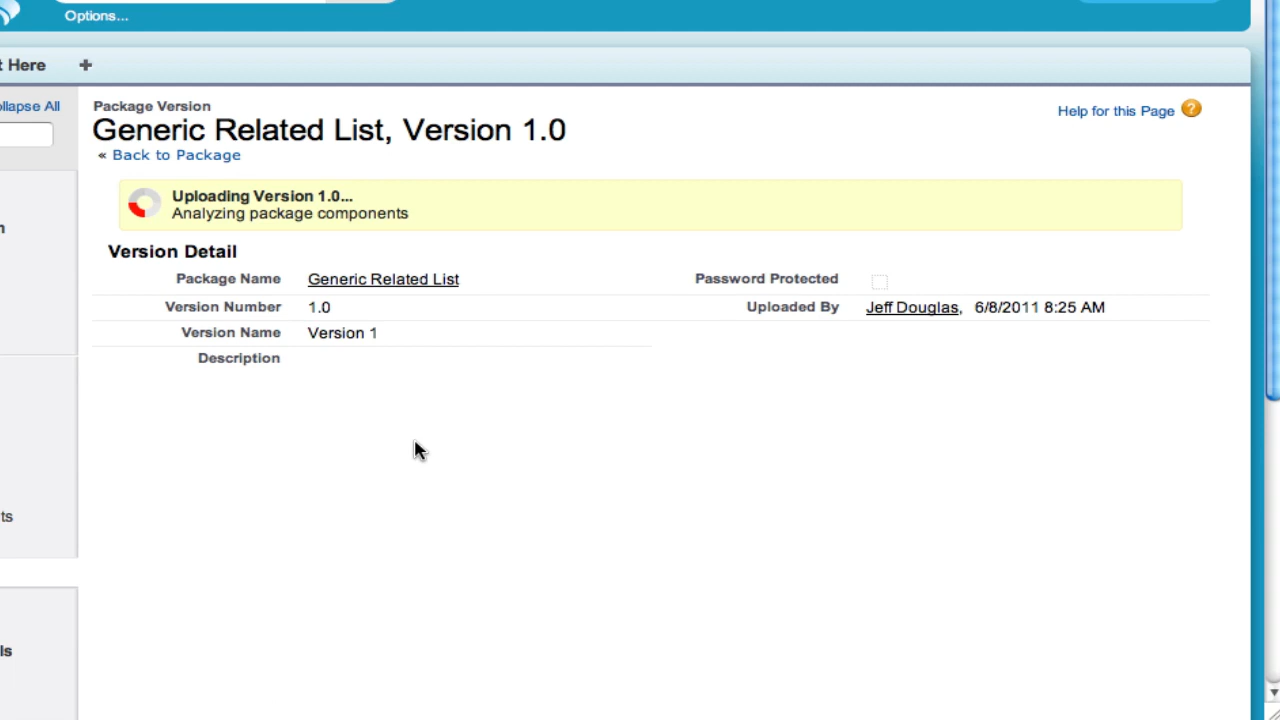 Options...
t Here +
ollapse All
Package Version
Help for this Page ?
Generic Related List, Version 1.0
« Back to Package
Uploading Version 1.0...
Analyzing package components
Version Detail
Package Name Generic Related List Password Protected
Version Number 1.0 Uploaded By Jeff Douglas, 6/8/2011 8:25 AM
Version Name Version 1
Description
n
ts
ls